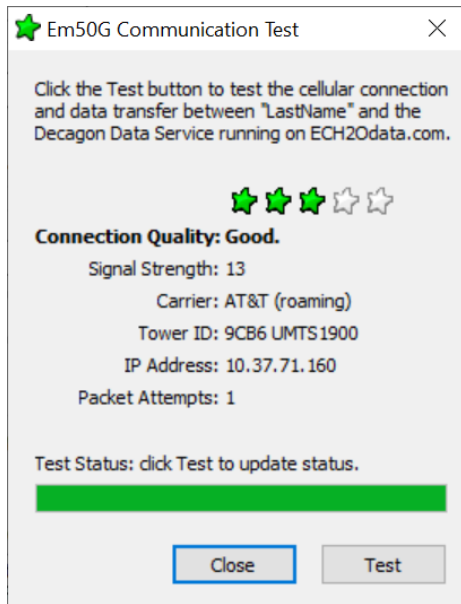 Em50G Communication Test
Click the Test button to test the cellular connection
and data transfer between "LastName" and the
Decagon Data Service running on ECH2Odata.com.
Connection Quality: Good.
Signal Strength: 13
Carrier: AT&T (roaming)
Tower ID: 9CB6 UMTS1900
IP Address: 10.37.71.160
Packet Attempts: 1
Test Status: click Test to update status.
Close Test